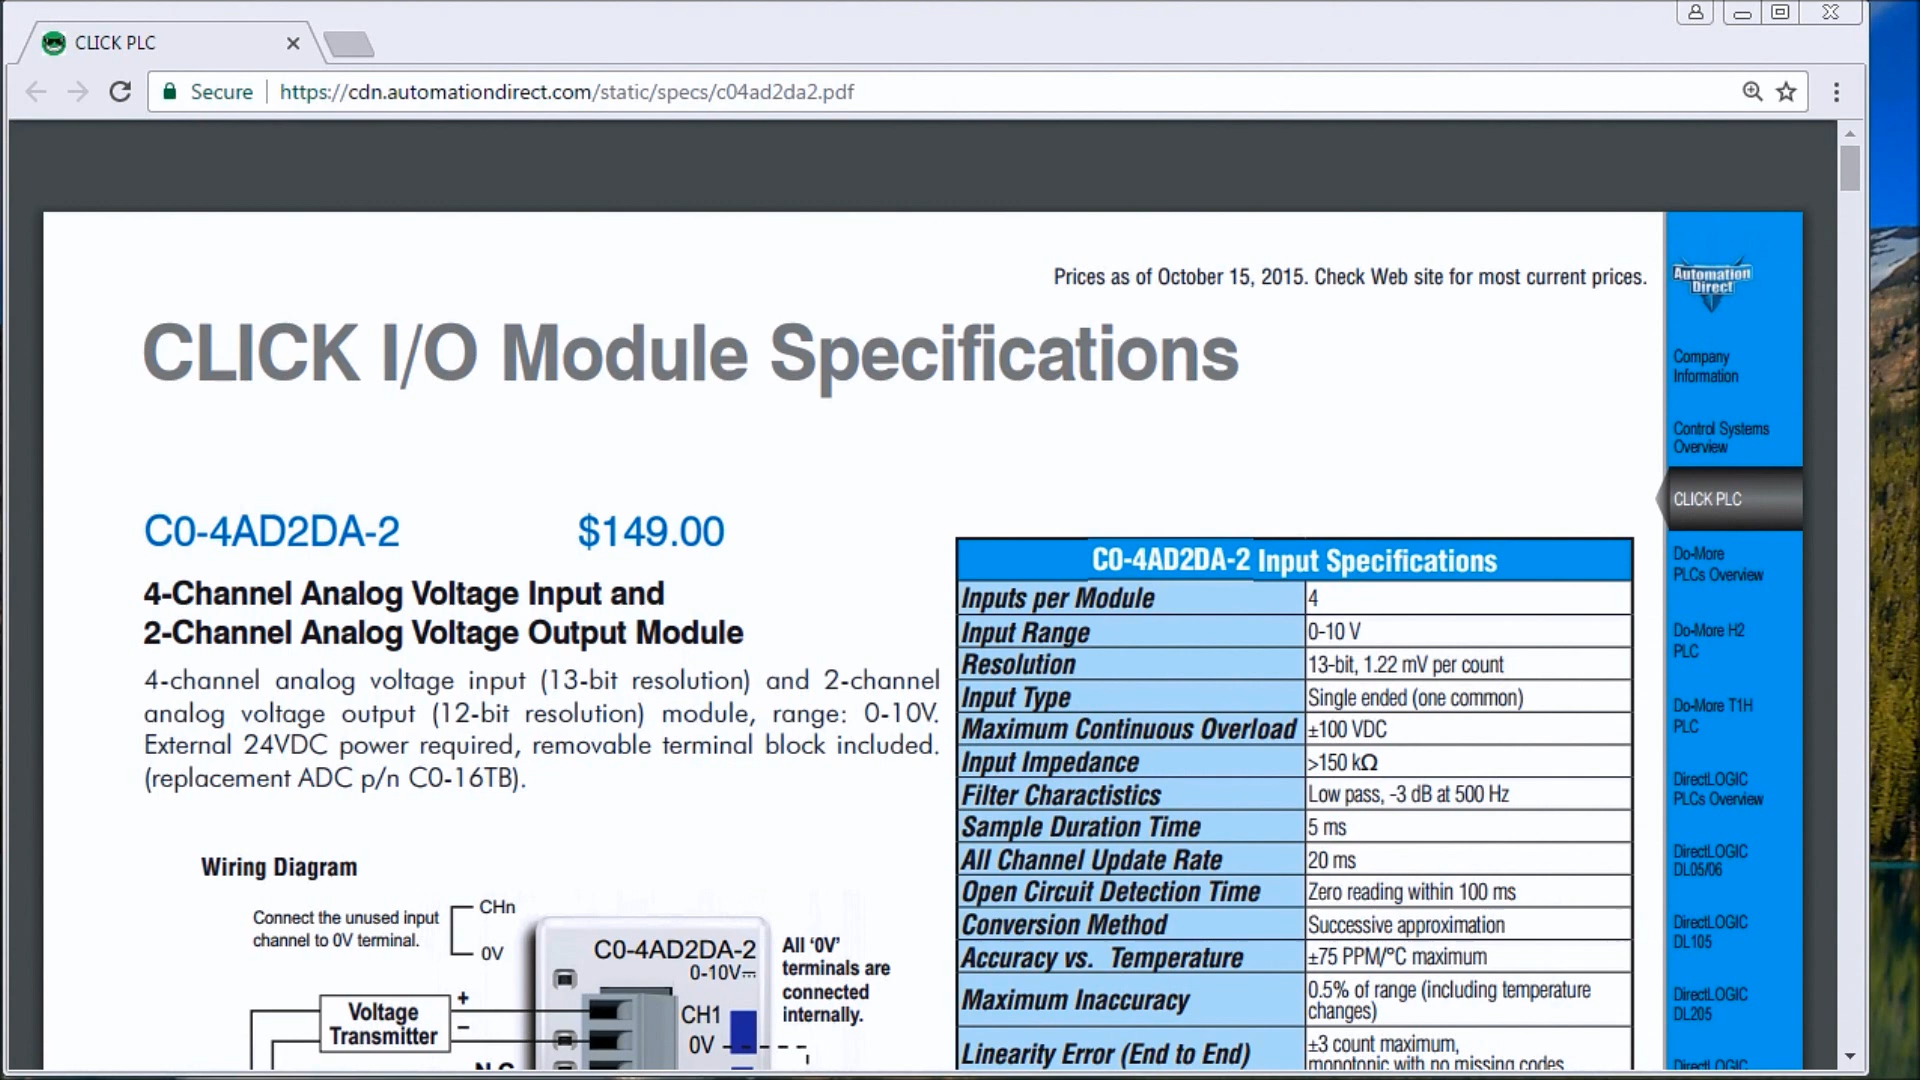 CLICK PLC
Secure
https://cdn.automationdirect.com/static/specs/c04ad2da2.pdf
Prices as of October 15, 2015. Check Web site for most current prices.
CLICK I/O Module Specifications
C0-4AD2DA-2 $149.00
4-Channel Analog Voltage Input and
2-Channel Analog Voltage Output Module
4-channel analog voltage input (13-bit resolution) and 2-channel
analog voltage output (12-bit resolution) module, range: 0-10V.
External 24VDC power required, removable terminal block included.
(replacement ADC p/n C0-16TB).
Wiring Diagram
Connect the unused input
channel to 0V terminal.
CHn
0V
Voltage
Transmitter
+
–
C0-4AD2DA-2
0-10V⎓
CH1
0V
N.C
All ‘0V’
terminals are
connected
internally.
C0-4AD2DA-2 Input Specifications
Inputs per Module 4
Input Range 0-10 V
Resolution 13-bit, 1.22 mV per count
Input Type Single ended (one common)
Maximum Continuous Overload ±100 VDC
Input Impedance >150 kΩ
Filter Charactistics Low pass, -3 dB at 500 Hz
Sample Duration Time 5 ms
All Channel Update Rate 20 ms
Open Circuit Detection Time Zero reading within 100 ms
Conversion Method Successive approximation
Accuracy vs. Temperature ±75 PPM/°C maximum
Maximum Inaccuracy 0.5% of range (including temperature
changes)
Linearity Error (End to End) ±3 count maximum,
monotonic with no missing codes
Automation
Direct
Company
Information
Control Systems
Overview
CLICK PLC
Do-More
PLCs Overview
Do-More H2
PLC
Do-More T1H
PLC
DirectLOGIC
PLCs Overview
DirectLOGIC
DL05/06
DirectLOGIC
DL105
DirectLOGIC
DL205
DirectLOGIC